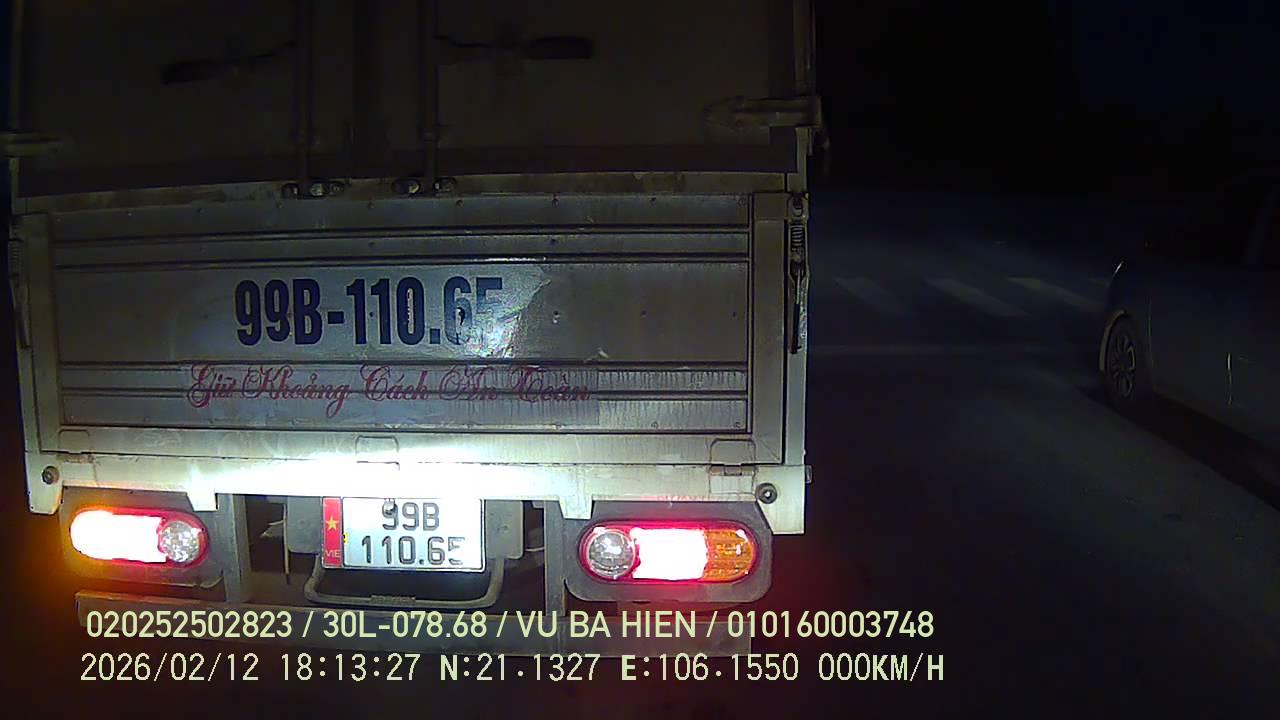 99B-110.65
Giữ Khoảng Cách An Toàn
99B
110.65
VIE
020252502823 / 30L-078.68 / VU BA HIEN / 010160003748
2026/02/12 18:13:27 N:21.1327 E:106.1550 000KM/H